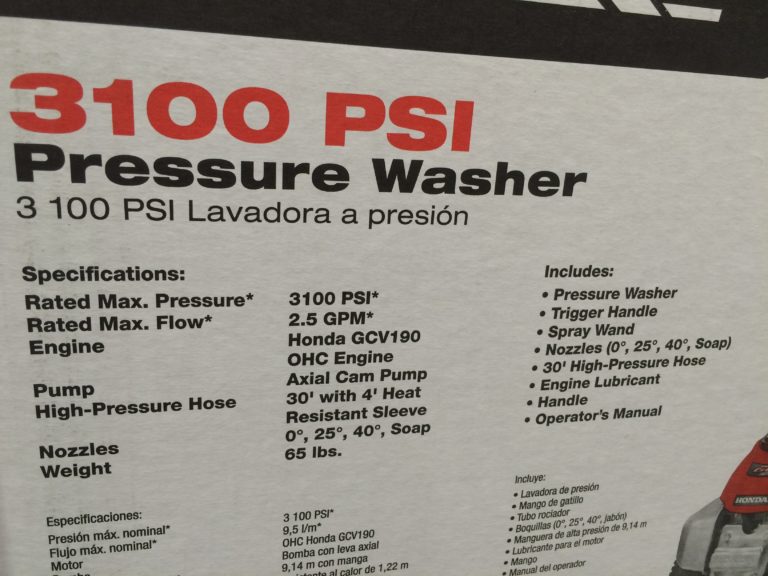 3100 PSI
Pressure Washer
3 100 PSI Lavadora a presión
Specifications:
Rated Max. Pressure* 3100 PSI*
Rated Max. Flow* 2.5 GPM*
Engine Honda GCV190
OHC Engine
Pump Axial Cam Pump
High-Pressure Hose 30' with 4' Heat
Resistant Sleeve
Nozzles 0°, 25°, 40°, Soap
Weight 65 lbs.
Includes:
• Pressure Washer
• Trigger Handle
• Spray Wand
• Nozzles (0°, 25°, 40°, Soap)
• 30' High-Pressure Hose
• Engine Lubricant
• Handle
• Operator's Manual
Especificaciones:
Presión máx. nominal* 3 100 PSI*
Flujo máx. nominal* 9,5 l/m*
Motor OHC Honda GCV190
Bomba con leva axial
9,14 m con manga
al calor de 1,22 m
Incluye:
• Lavadora de presión
• Mango de gatillo
• Tubo rociador
• Boquillas (0°, 25°, 40°, jabón)
• Manguera de alta presión de 9,14 m
• Lubricante para el motor
• Mango
• Manual del operador
HONDA